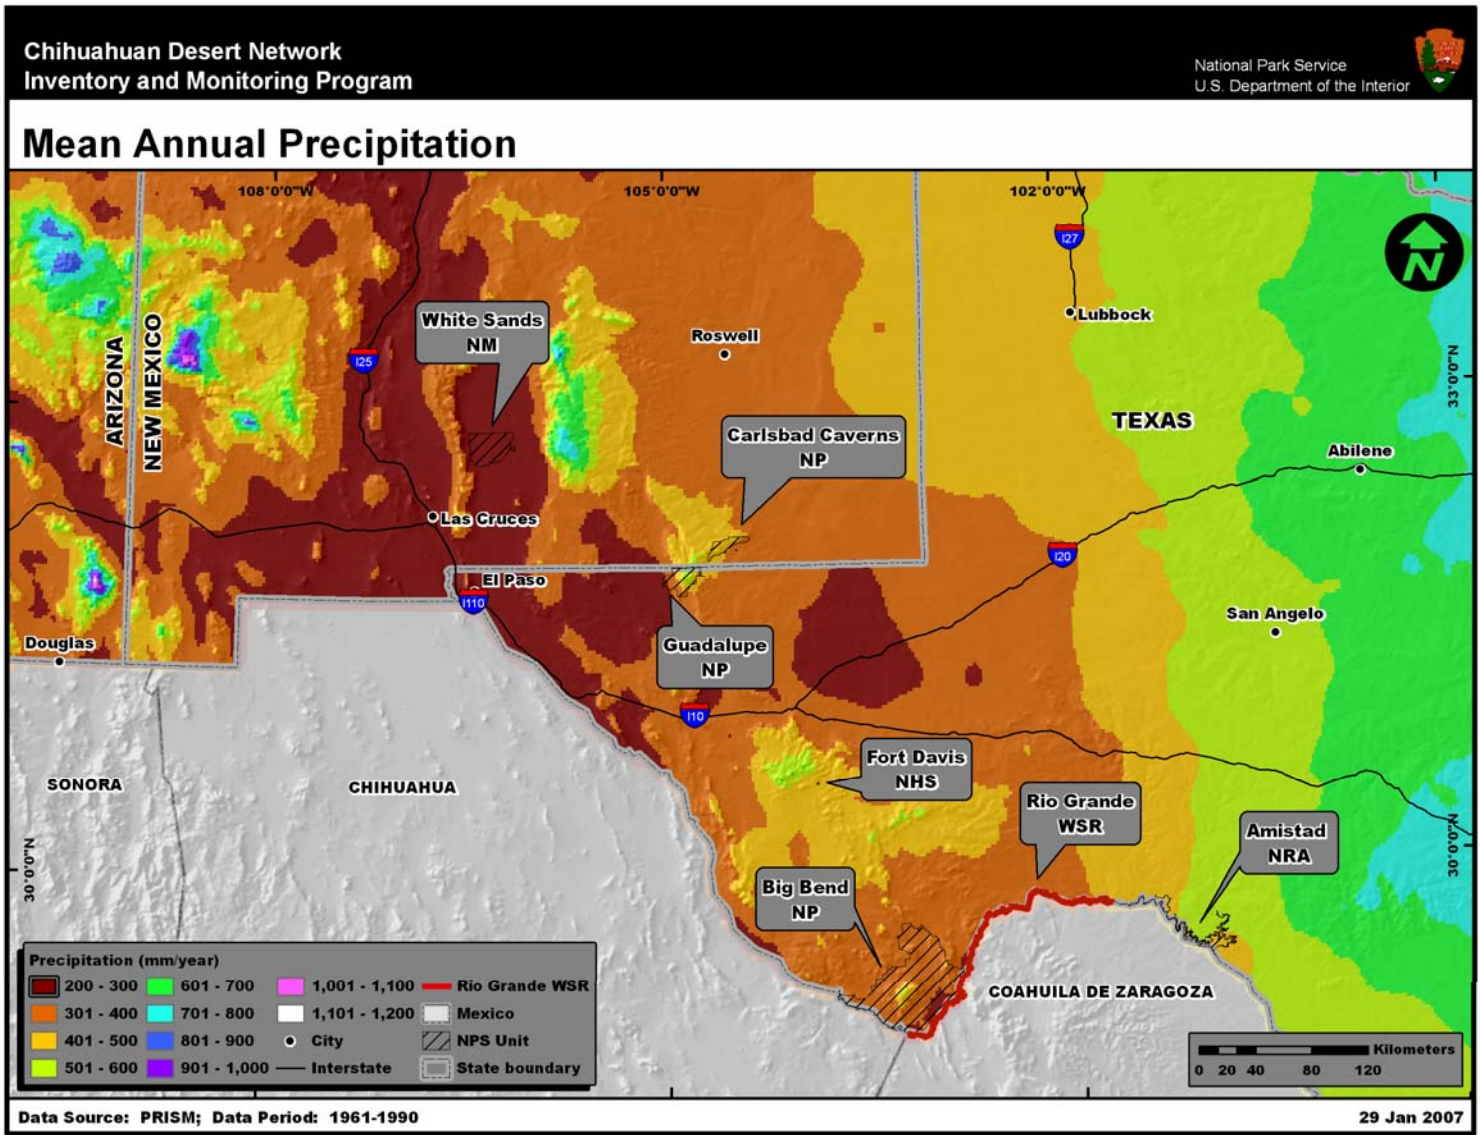 Chihuahuan Desert Network
Inventory and Monitoring Program
National Park Service
U.S. Department of the Interior
Mean Annual Precipitation
108°0'0"W
105°0'0"W
102°0'0"W
I27
Lubbock
White Sands
NM
Roswell
I25
ARIZONA
NEW MEXICO
33°0'0"N
TEXAS
Carlsbad Caverns
NP
Abilene
Las Cruces
I20
El Paso
I110
San Angelo
Douglas
Guadalupe
NP
I10
Fort Davis
NHS
SONORA
CHIHUAHUA
Rio Grande
WSR
Amistad
NRA
30°0'0"N
30°0'0"N
Big Bend
NP
COAHUILA DE ZARAGOZA
Precipitation (mm/year)
200 - 300
601 - 700
1,001 - 1,100
Rio Grande WSR
301 - 400
701 - 800
1,101 - 1,200
Mexico
401 - 500
801 - 900
City
NPS Unit
501 - 600
901 - 1,000
Interstate
State boundary
Kilometers
0 20 40 80 120
Data Source: PRISM; Data Period: 1961-1990
29 Jan 2007
N